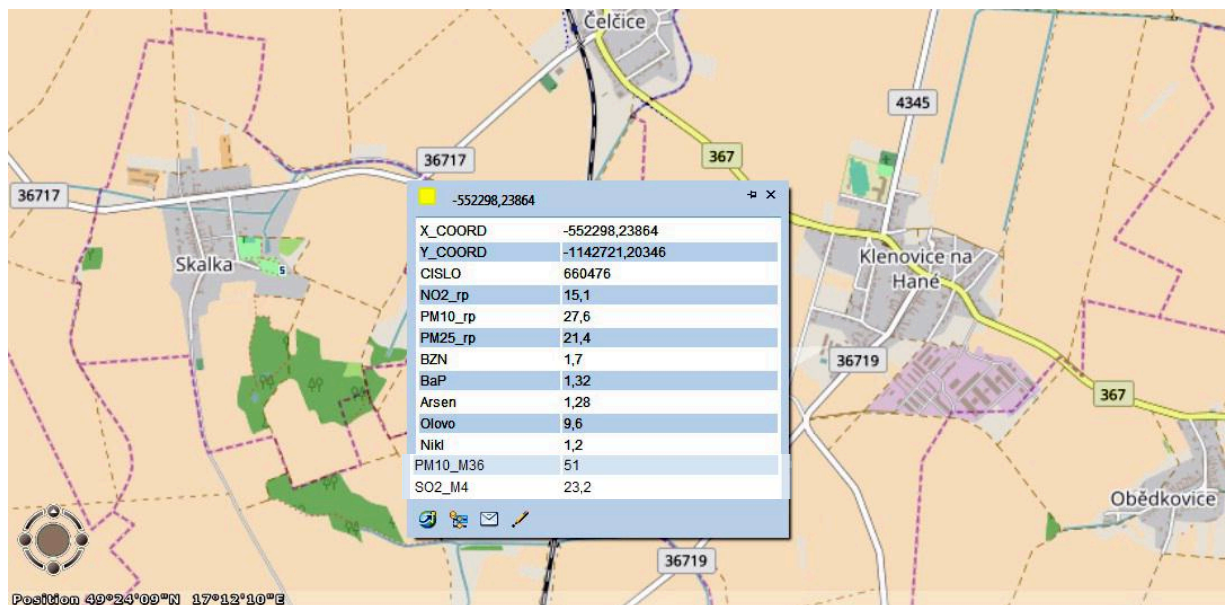 Čelčice
4345
36717
367
36717
Skalka
S
-552298,23864
X_COORD -552298,23864
Y_COORD -1142721,20346
CISLO 660476
NO2_rp 15,1
PM10_rp 27,6
PM25_rp 21,4
BZN 1,7
BaP 1,32
Arsen 1,28
Olovo 9,6
Nikl 1,2
PM10_M36 51
SO2_M4 23,2
Klenovice na
Hané
36719
367
Obědkovice
36719
Position 49°24'09"N 17°12'10"E